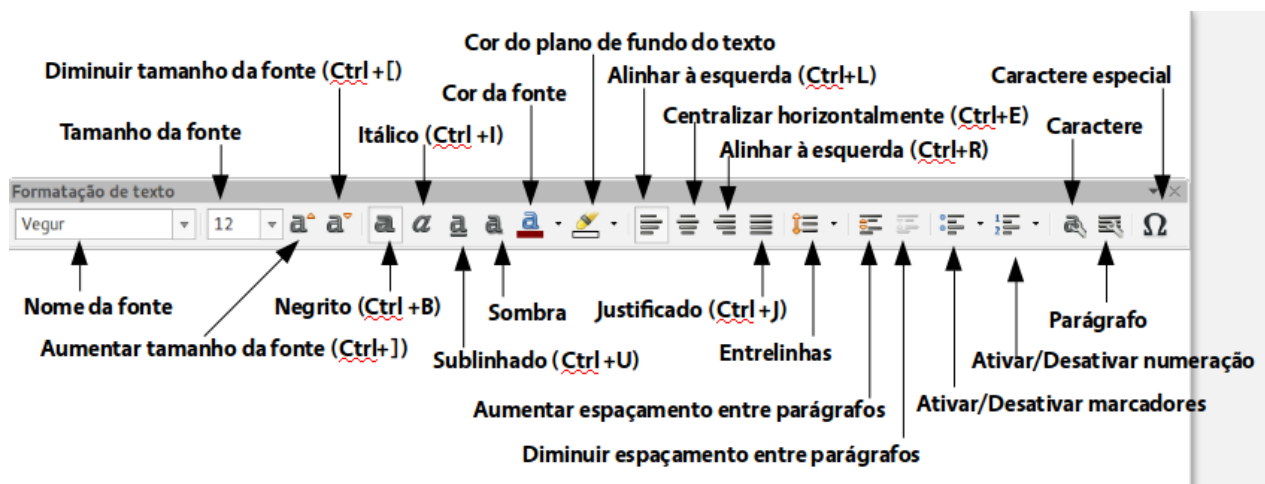 Cor do plano de fundo do texto
Diminuir tamanho da fonte (Ctrl +[)
Alinhar à esquerda (Ctrl+L)
Caractere especial
Cor da fonte
Centralizar horizontalmente (Ctrl+E)
Tamanho da fonte
Itálico (Ctrl +I)
Caractere
Alinhar à esquerda (Ctrl+R)
Formatação de texto
Vegur
12
Nome da fonte
Negrito (Ctrl +B)
Sombra
Justificado (Ctrl +J)
Parágrafo
Aumentar tamanho da fonte (Ctrl+])
Sublinhado (Ctrl +U)
Entrelinhas
Ativar/Desativar numeração
Aumentar espaçamento entre parágrafos
Ativar/Desativar marcadores
Diminuir espaçamento entre parágrafos